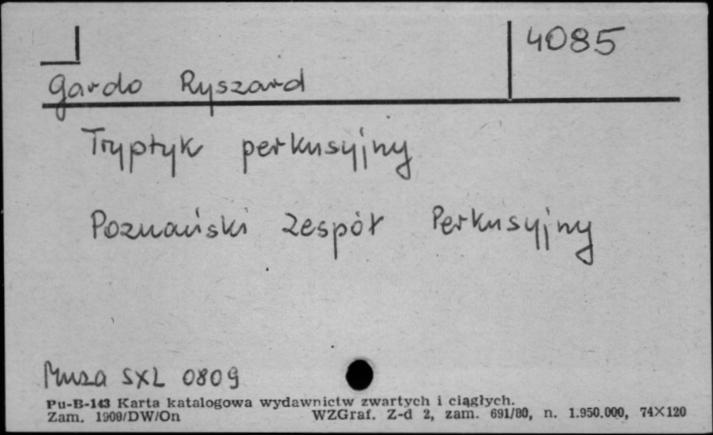 4085
Gardo Ryszard
Tryptyk perkusyjny
Poznański Zespół Perkusyjny
Muza SXL 0809
Pu-B-143 Karta katalogowa wydawnictw zwartych i ciągłych.
Zam. 1909/DW/On WZGraf. Z-d 2, zam. 691/80, n. 1.950.000, 74×120